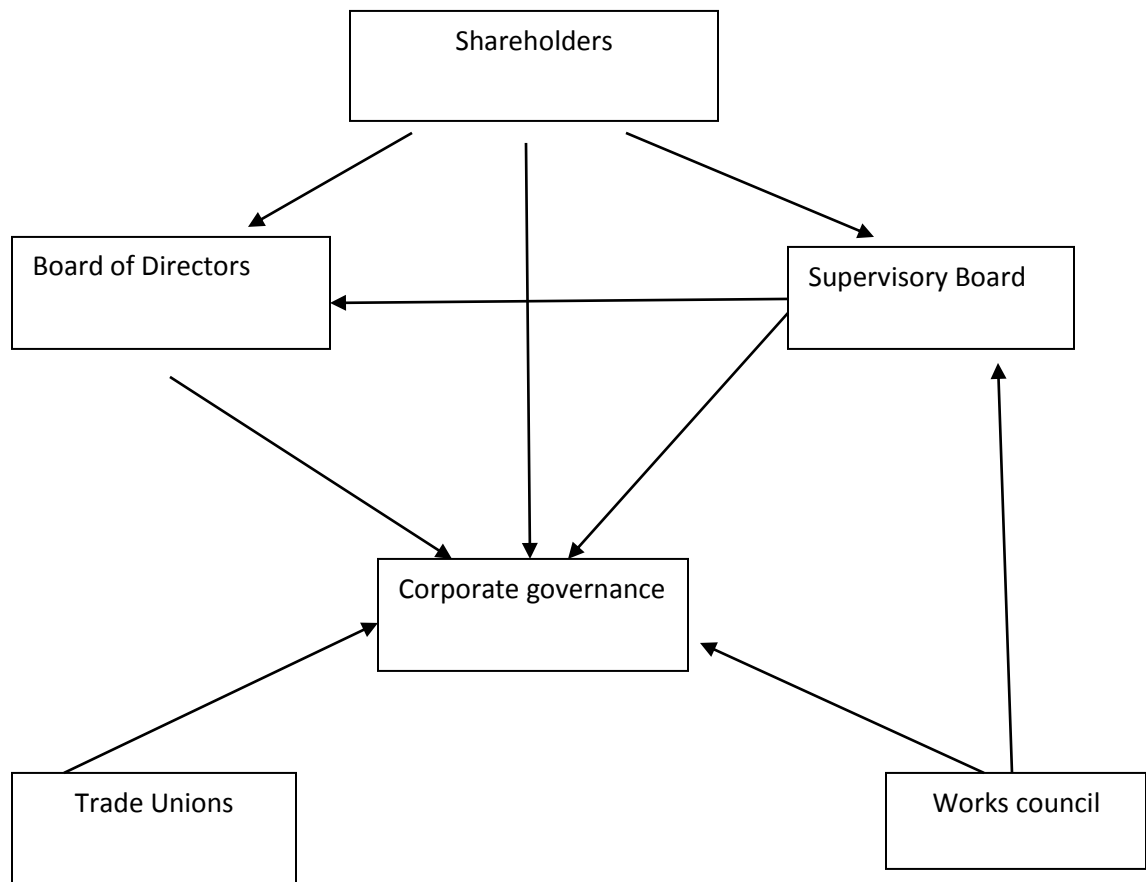 Shareholders
Board of Directors
Supervisory Board
Corporate governance
Trade Unions
Works council